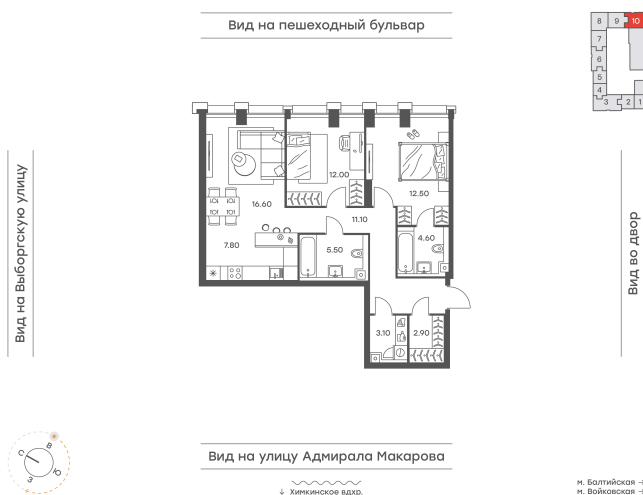 Вид на пешеходный бульвар
8 9 10
7
6
5
4
3 2 1
Вид на Выборгскую улицу
Вид во двор
12.00
12.50
16.60
11.10
7.80
5.50
4.60
3.10
2.90
В
С
Ю
З
Вид на улицу Адмирала Макарова
↓ Химкинское вдхр.
м. Балтийская
м. Войковская